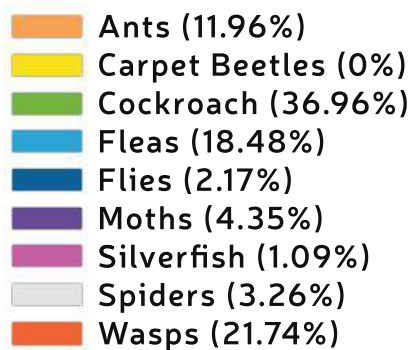 Ants (11.96%)
Carpet Beetles (0%)
Cockroach (36.96%)
Fleas (18.48%)
Flies (2.17%)
Moths (4.35%)
Silverfish (1.09%)
Spiders (3.26%)
Wasps (21.74%)